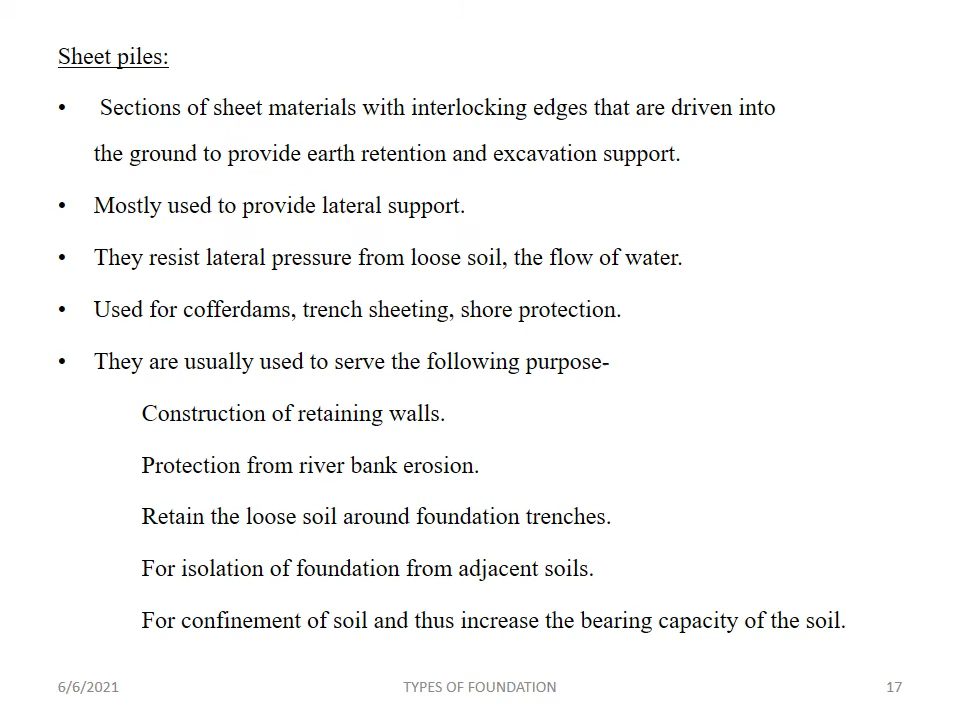 Sheet piles:
• Sections of sheet materials with interlocking edges that are driven into
the ground to provide earth retention and excavation support.
• Mostly used to provide lateral support.
• They resist lateral pressure from loose soil, the flow of water.
• Used for cofferdams, trench sheeting, shore protection.
• They are usually used to serve the following purpose-
Construction of retaining walls.
Protection from river bank erosion.
Retain the loose soil around foundation trenches.
For isolation of foundation from adjacent soils.
For confinement of soil and thus increase the bearing capacity of the soil.
6/6/2021 TYPES OF FOUNDATION 17